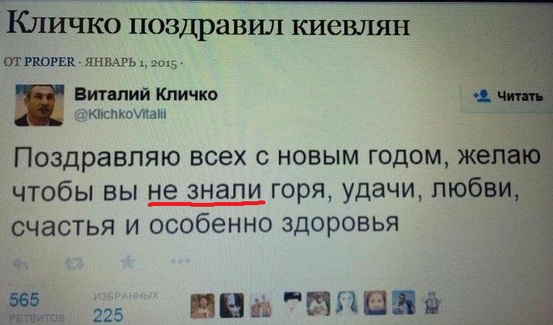 Кличко поздравил киевлян
ОТ PROPER · ЯНВАРЬ 1, 2015 ·
Виталий Кличко
@KlichkoVitalii
Читать
Поздравляю всех с новым годом, желаю
чтобы вы не знали горя, удачи, любви,
счастья и особенно здоровья
565
РЕТВИТОВ
ИЗБРАННЫХ
225